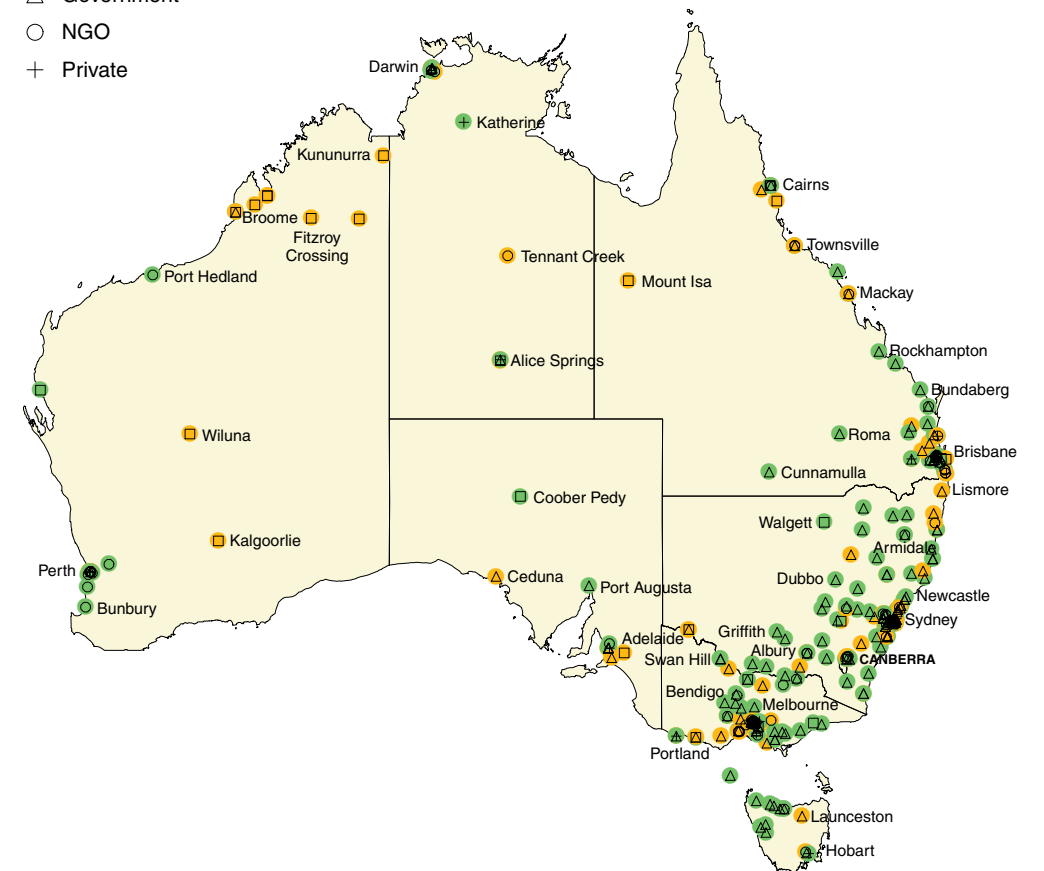 Government
NGO
Private
Darwin
Katherine
Kununurra
Cairns
Broome
Fitzroy
Crossing
Townsville
Tennant Creek
Port Hedland
Mount Isa
Mackay
Rockhampton
Alice Springs
Bundaberg
Wiluna
Roma
Brisbane
Cunnamulla
Lismore
Coober Pedy
Walgett
Kalgoorlie
Armidale
Perth
Ceduna
Port Augusta
Dubbo
Newcastle
Bunbury
Sydney
Adelaide
Griffith
Swan Hill
Albury
CANBERRA
Bendigo
Melbourne
Portland
Launceston
Hobart